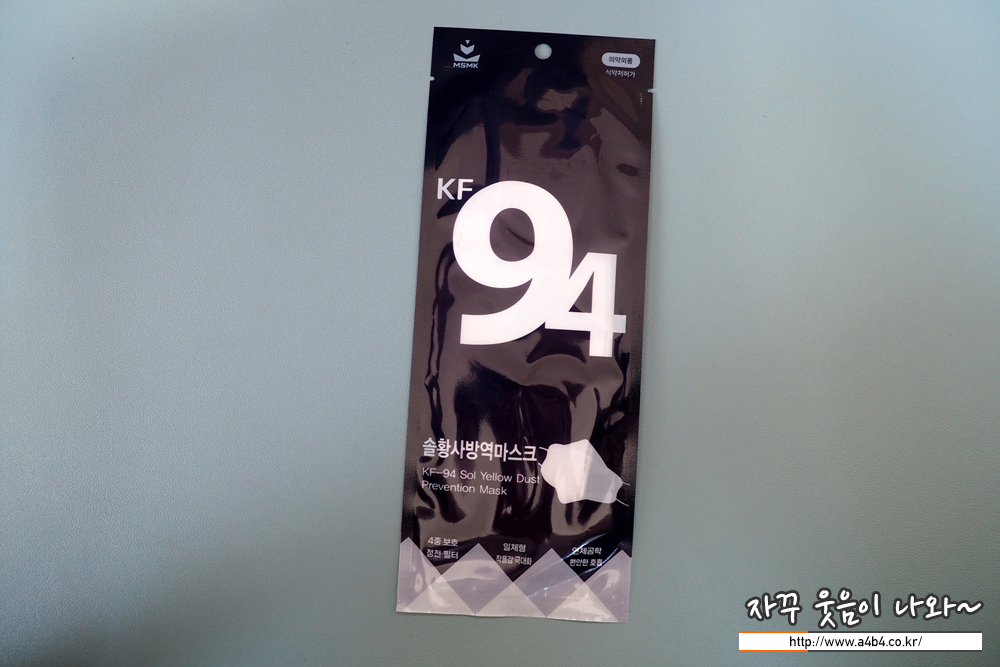 MSMK
의약외품
식약처허가
KF
94
솔황사방역마스크
KF-94 Sol Yellow Dust
Prevention Mask
4중 보호
정전 필터
일체형
착용감 극대화
인체공학
편안한 호흡
자꾸 웃음이 나와~
http://www.a4b4.co.kr/